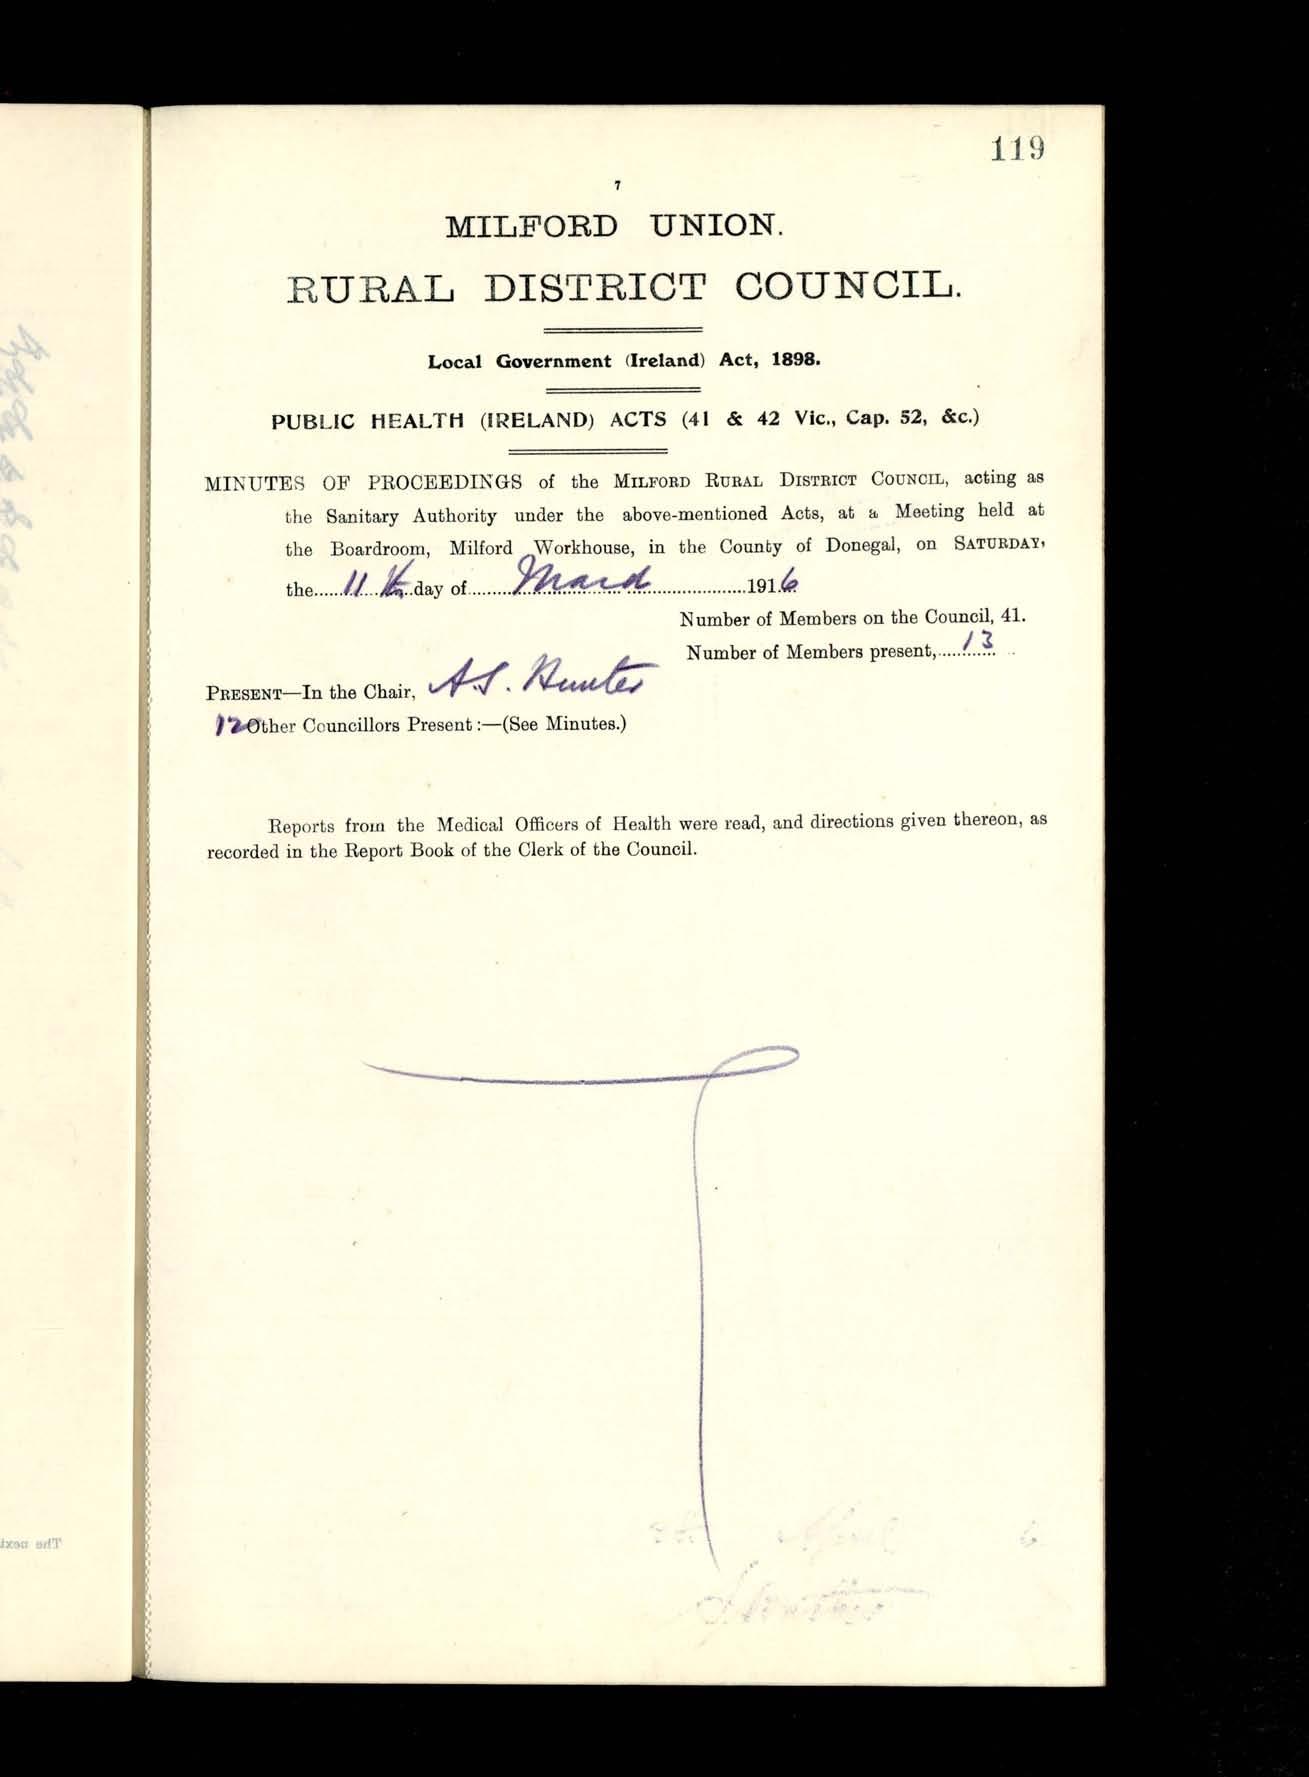 119
7
MILFORD UNION.
RURAL DISTRICT COUNCIL.
Local Government (Ireland) Act, 1898.
PUBLIC HEALTH (IRELAND) ACTS (41 & 42 Vic., Cap. 52, &c.)
MINUTES OF PROCEEDINGS of the MILFORD RURAL DISTRICT COUNCIL, acting as
the Sanitary Authority under the above-mentioned Acts, at a Meeting held at
the Boardroom, Milford Workhouse, in the County of Donegal, on SATURDAY,
the......11...th..day of.........March.....................1916
Number of Members on the Council, 41.
Number of Members present,.....13.....
PRESENT—In the Chair, A.S. Hunter
12 Other Councillors Present:—(See Minutes.)
Reports from the Medical Officers of Health were read, and directions given thereon, as
recorded in the Report Book of the Clerk of the Council.
The next